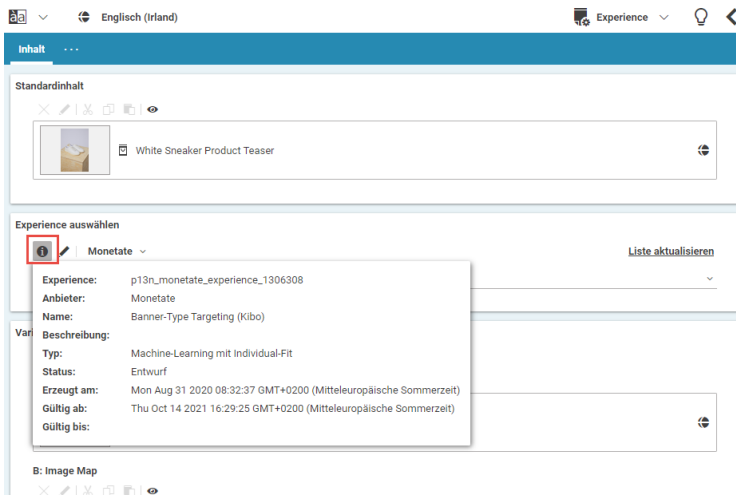 àa Englisch (Irland) Experience
Inhalt ...
Standardinhalt
White Sneaker Product Teaser
Experience auswählen
Monetate Liste aktualisieren
Experience: p13n_monetate_experience_1306308
Anbieter: Monetate
Name: Banner-Type Targeting (Kibo)
Vari
Beschreibung:
Typ: Machine-Learning mit Individual-Fit
Status: Entwurf
Erzeugt am: Mon Aug 31 2020 08:32:37 GMT+0200 (Mitteleuropäische Sommerzeit)
Gültig ab: Thu Oct 14 2021 16:29:25 GMT+0200 (Mitteleuropäische Sommerzeit)
Gültig bis:
B: Image Map